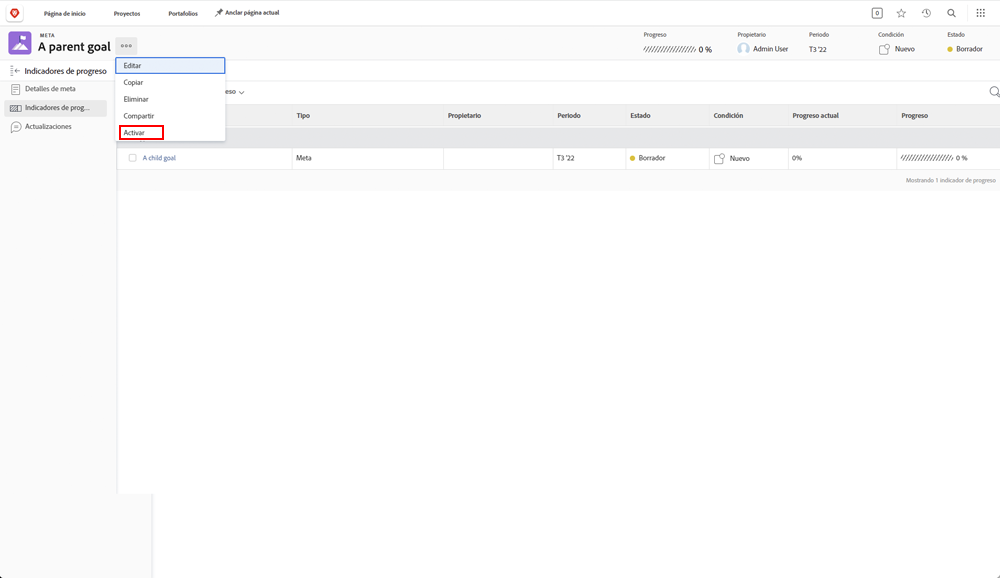 Página de inicio Proyectos Portafolios Anclar página actual 0
META
A parent goal
Progreso Propietario Periodo Condición Estado
0 % Admin User T3 '22 Nuevo Borrador
Indicadores de progreso
Detalles de meta
Indicadores de prog...
Actualizaciones
Editar
Copiar
Eliminar
Compartir
Activar
eso
Tipo Propietario Periodo Estado Condición Progreso actual Progreso
A child goal Meta T3 '22 Borrador Nuevo 0% 0 %
Mostrando 1 indicador de progreso